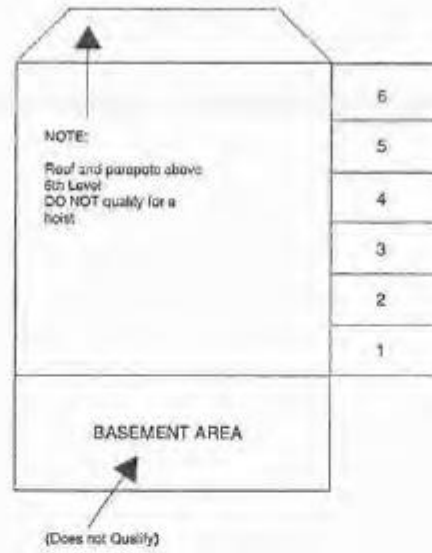 6
NOTE:
5
Roof and parapets above
6th Level
DO NOT qualify for a
hoist
4
3
2
1
BASEMENT AREA
(Does not Qualify)